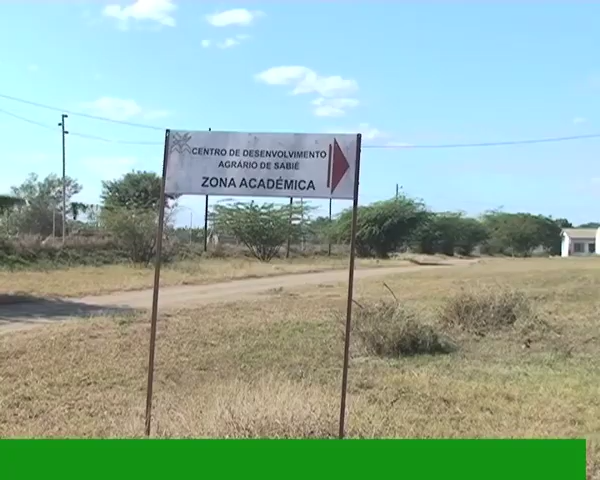 CENTRO DE DESENVOLVIMENTO
AGRÁRIO DE SABIÉ
ZONA ACADÉMICA